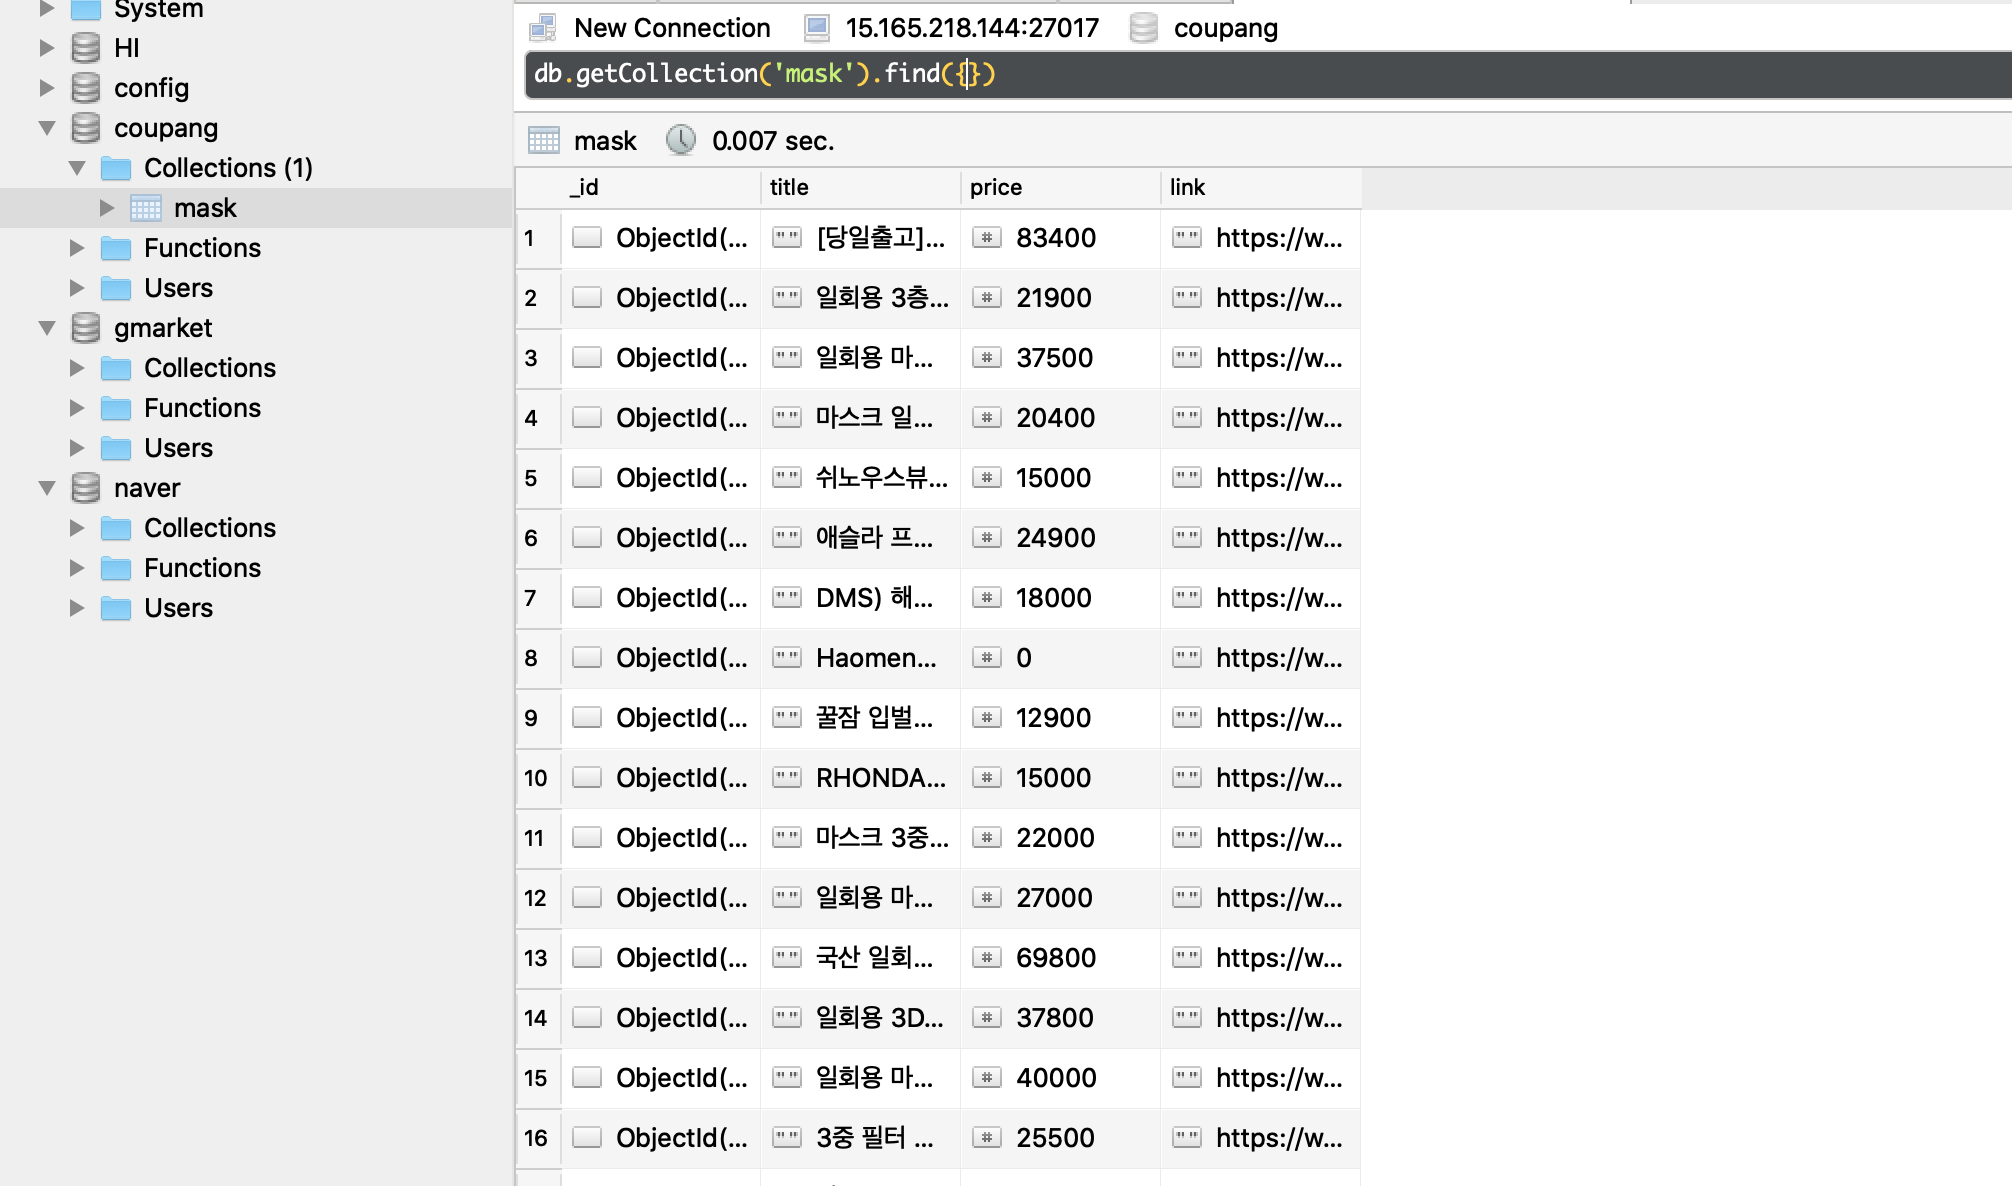 System
HI
config
coupang
Collections (1)
mask
Functions
Users
gmarket
Collections
Functions
Users
naver
Collections
Functions
Users
New Connection 15.165.218.144:27017 coupang
db.getCollection('mask').find({})
mask 0.007 sec.
_id title price link
1 ObjectId(... [당일출고]... 83400 https://w...
2 ObjectId(... 일회용 3층... 21900 https://w...
3 ObjectId(... 일회용 마... 37500 https://w...
4 ObjectId(... 마스크 일... 20400 https://w...
5 ObjectId(... 쉬노우스뷰... 15000 https://w...
6 ObjectId(... 애슬라 프... 24900 https://w...
7 ObjectId(... DMS) 해... 18000 https://w...
8 ObjectId(... Haomen... 0 https://w...
9 ObjectId(... 꿀잠 입벌... 12900 https://w...
10 ObjectId(... RHONDA... 15000 https://w...
11 ObjectId(... 마스크 3중... 22000 https://w...
12 ObjectId(... 일회용 마... 27000 https://w...
13 ObjectId(... 국산 일회... 69800 https://w...
14 ObjectId(... 일회용 3D... 37800 https://w...
15 ObjectId(... 일회용 마... 40000 https://w...
16 ObjectId(... 3중 필터 ... 25500 https://w...